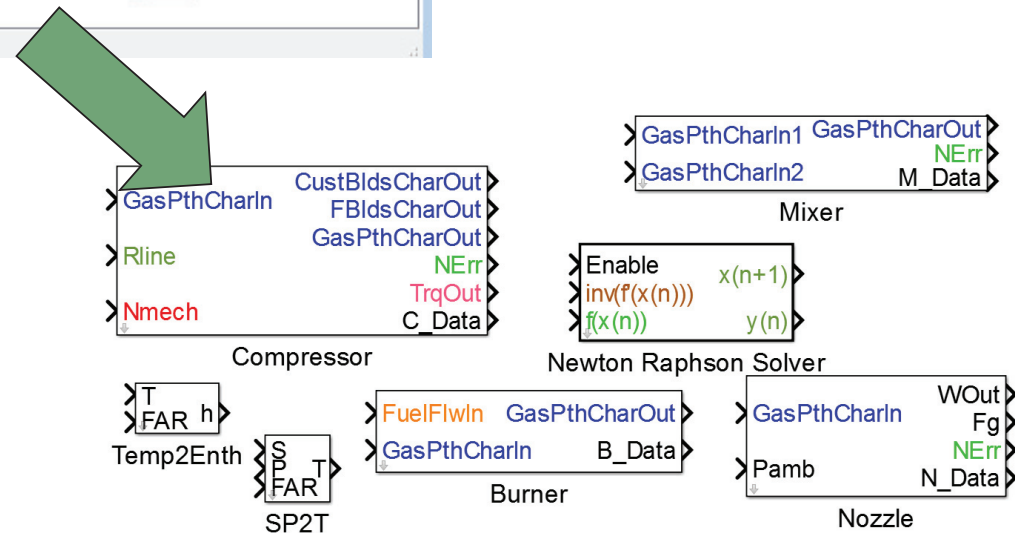 GasPthCharIn1 GasPthCharOut
NErr
GasPthCharIn2
M_Data
Mixer
CustBldsCharOut
GasPthCharIn
FBldsCharOut
GasPthCharOut
Rline
NErr
TrqOut
Nmech
C_Data
Compressor
Enable
x(n+1)
inv(f'(x(n)))
f(x(n))
y(n)
Newton Raphson Solver
T
FAR
h
Temp2Enth
S
P
T
FAR
SP2T
FuelFlwIn GasPthCharOut
GasPthCharIn B_Data
Burner
WOut
GasPthCharIn
Fg
NErr
Pamb
N_Data
Nozzle